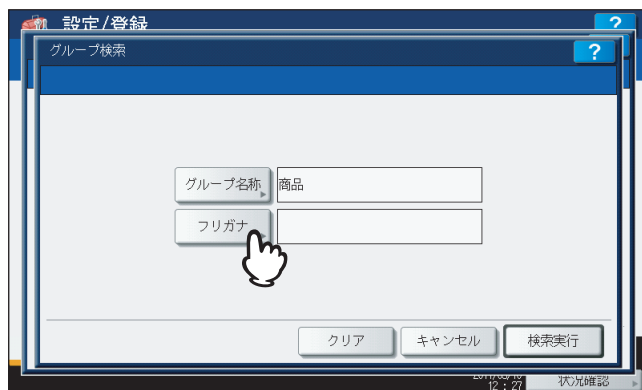 設定/登録
?
グループ検索
?
グループ名称
商品
フリガナ
クリア
キャンセル
検索実行
12:27
状況確認